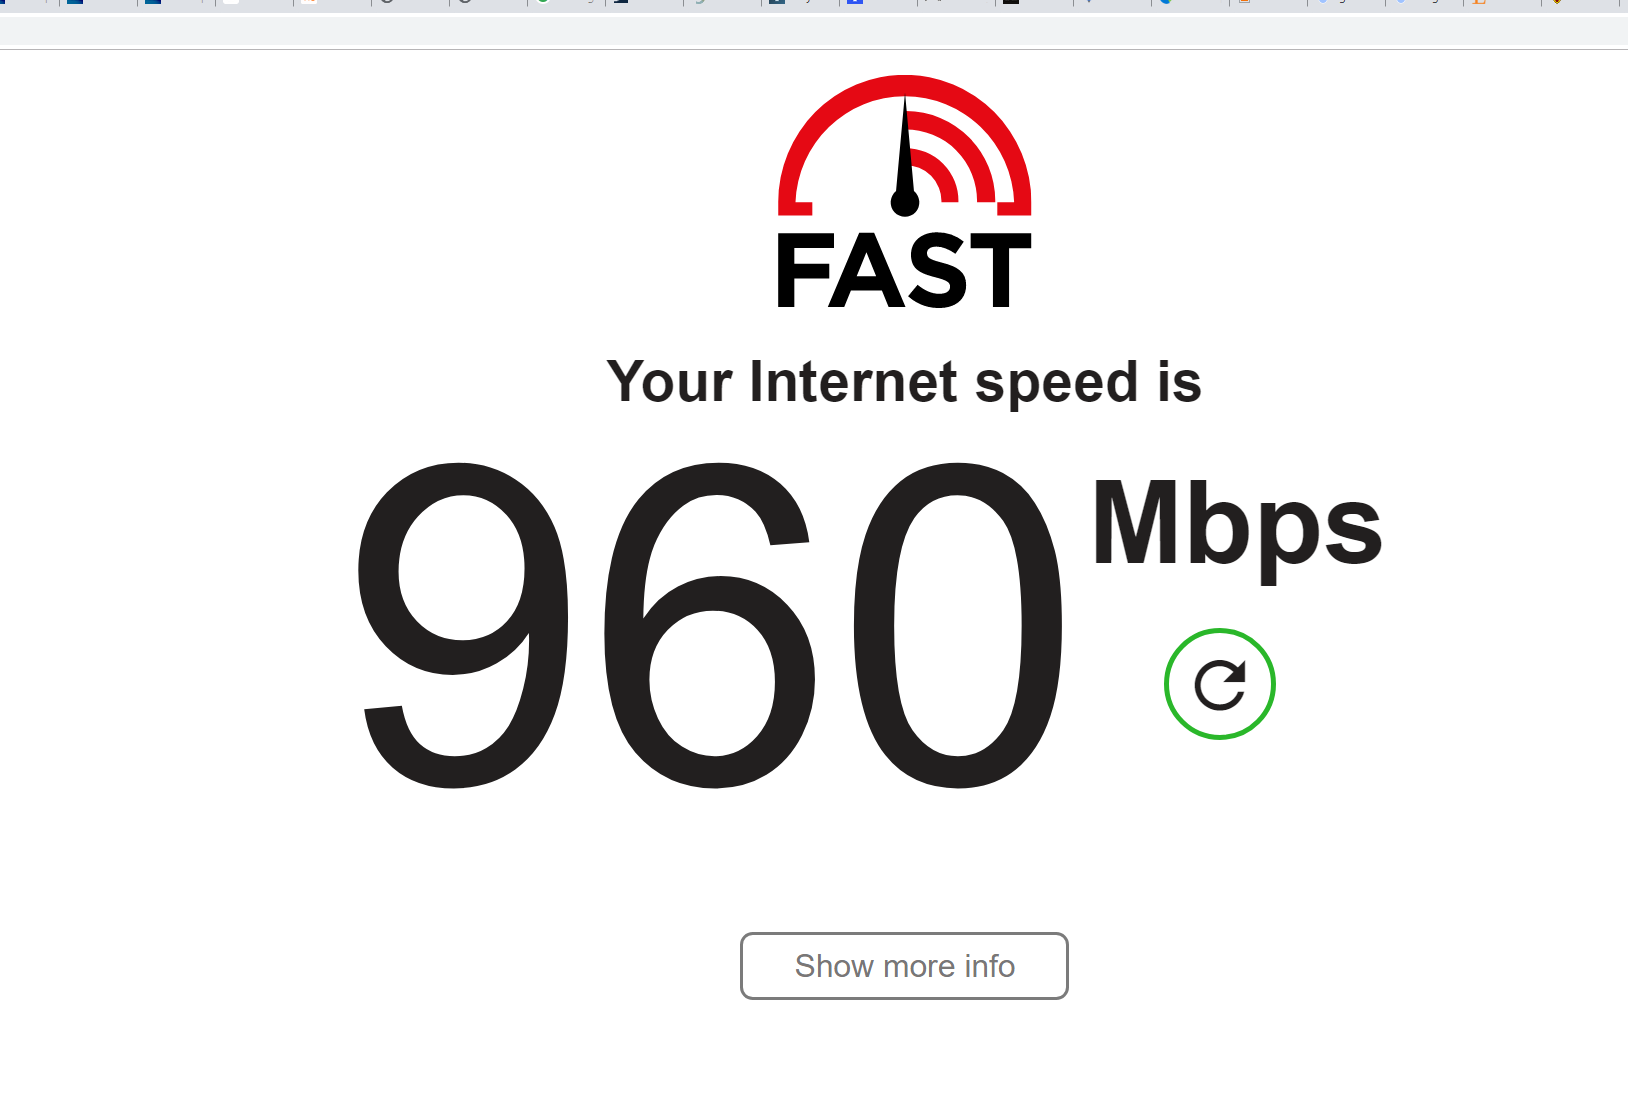 FAST
Your Internet speed is
960 Mbps
Show more info